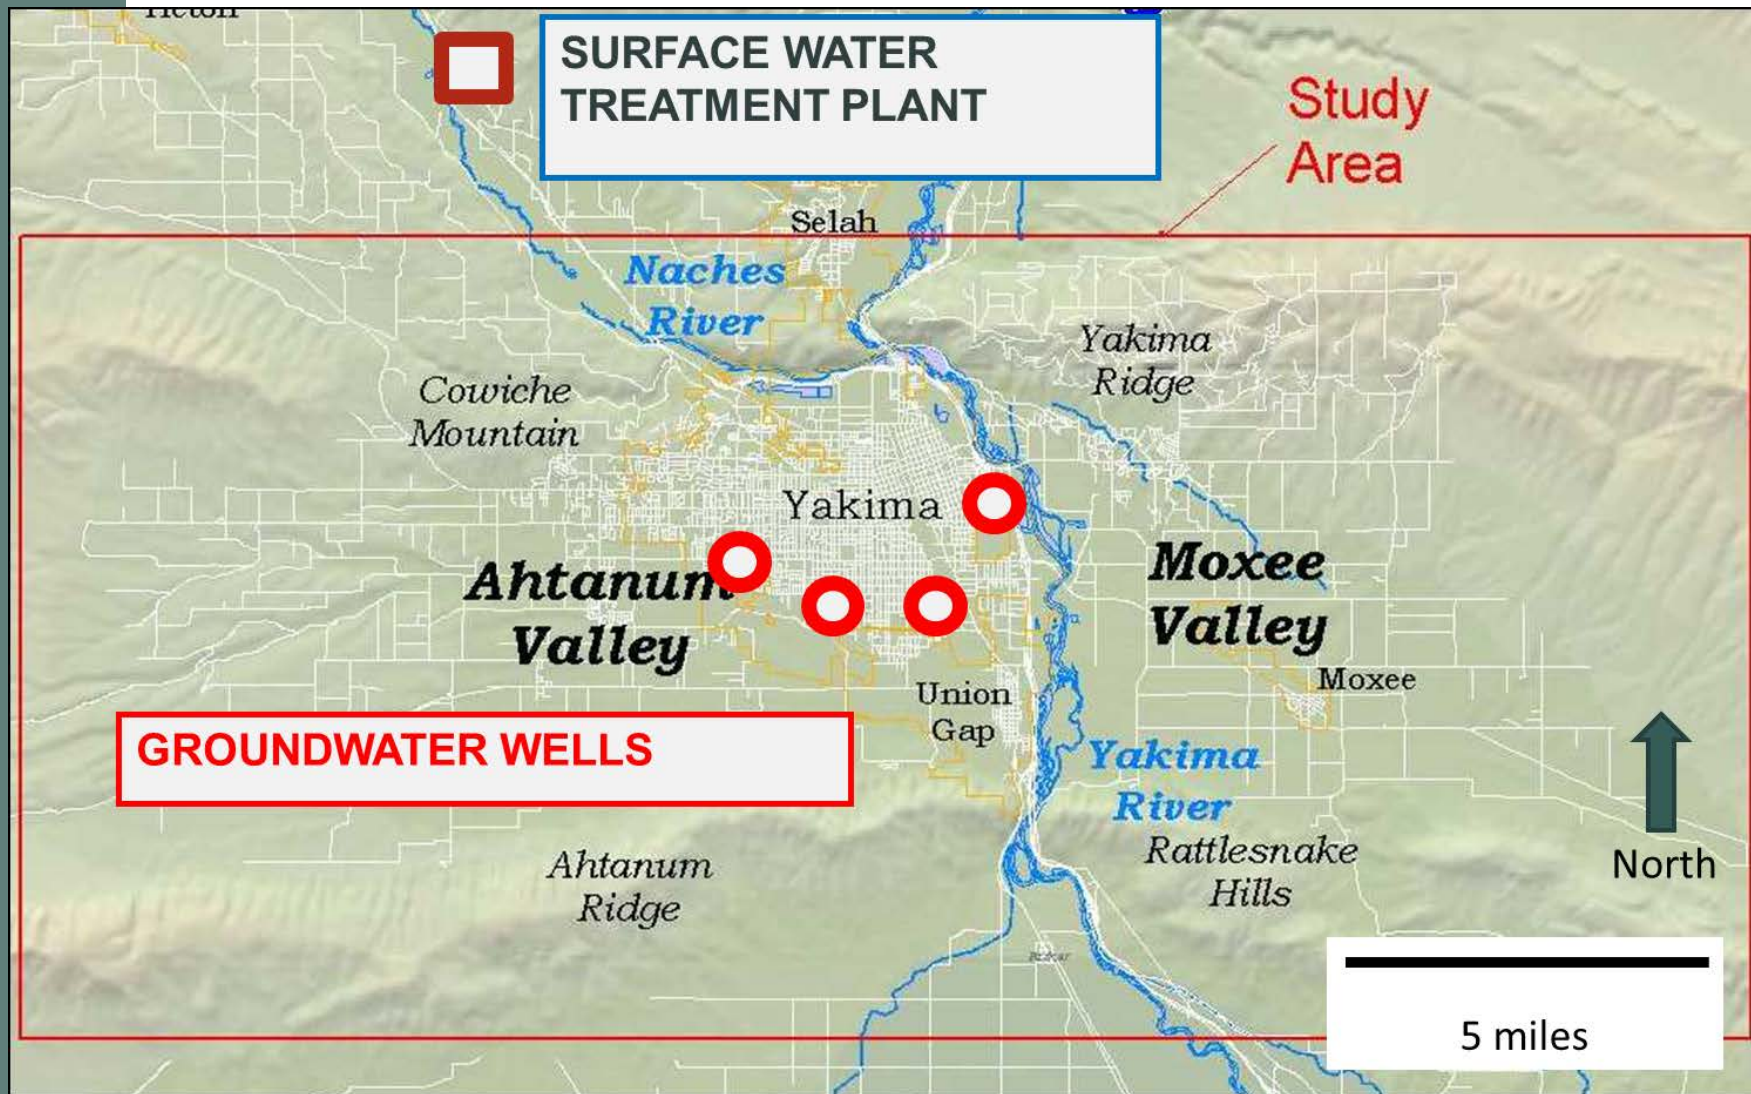 SURFACE WATER
TREATMENT PLANT
Study
Area
Selah
Naches
River
Yakima
Ridge
Cowiche
Mountain
Yakima
Ahtanum
Valley
Moxee
Valley
Moxee
Union
Gap
GROUNDWATER WELLS
Yakima
River
Rattlesnake
Hills
North
Ahtanum
Ridge
5 miles